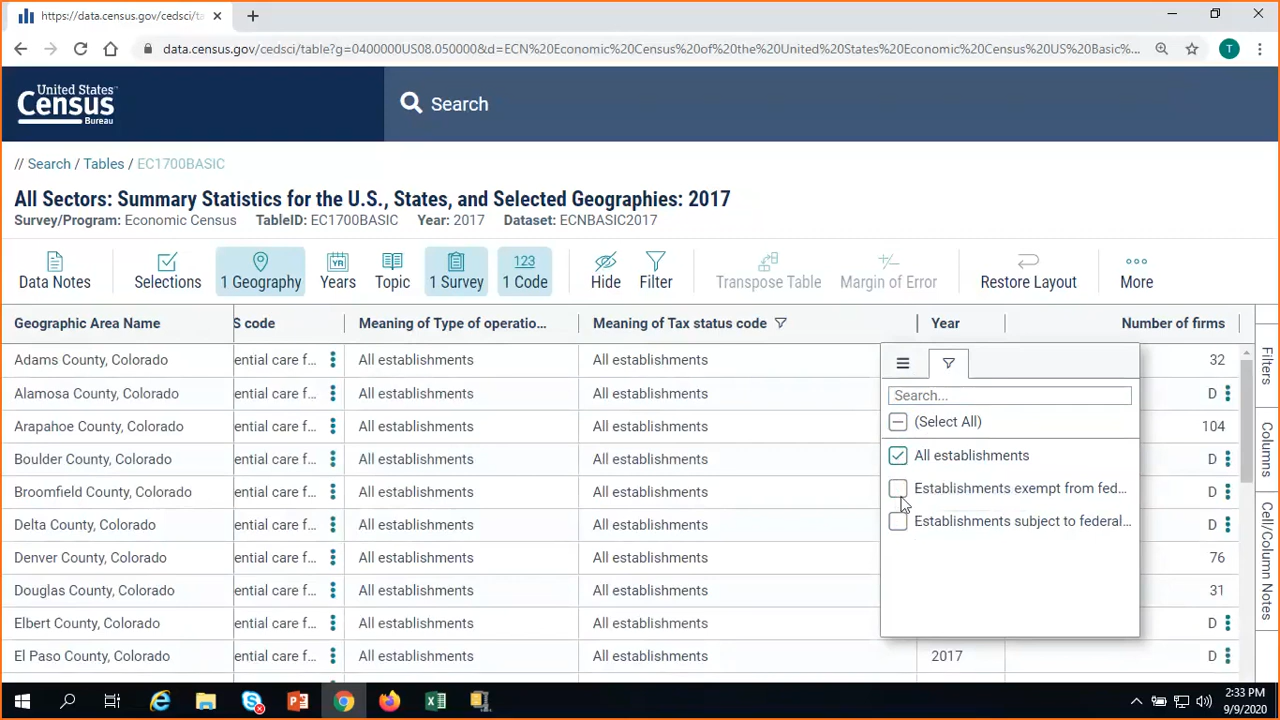 https://data.census.gov/cedsci/ta
data.census.gov/cedsci/table?g=0400000US08.050000&d=ECN%20Economic%20Census%20of%20the%20United%20States%20Economic%20Census%20US%20Basic%...
T
United States
Census
Bureau
Search
// Search / Tables / EC1700BASIC
All Sectors: Summary Statistics for the U.S., States, and Selected Geographies: 2017
Survey/Program: Economic Census TableID: EC1700BASIC Year: 2017 Dataset: ECNBASIC2017
Data Notes Selections 1 Geography Years Topic 1 Survey 1 Code Hide Filter Transpose Table Margin of Error Restore Layout More
YR 123
Geographic Area Name S code Meaning of Type of operatio... Meaning of Tax status code Year Number of firms
Adams County, Colorado ential care f... All establishments All establishments 32
Alamosa County, Colorado ential care f... All establishments All establishments D
Arapahoe County, Colorado ential care f... All establishments All establishments 104
Boulder County, Colorado ential care f... All establishments All establishments D
Broomfield County, Colorado ential care f... All establishments All establishments D
Delta County, Colorado ential care f... All establishments All establishments D
Denver County, Colorado ential care f... All establishments All establishments 76
Douglas County, Colorado ential care f... All establishments All establishments 31
Elbert County, Colorado ential care f... All establishments All establishments D
El Paso County, Colorado ential care f... All establishments All establishments 2017 D
Search...
(Select All)
All establishments
Establishments exempt from fed...
Establishments subject to federal...
Filters
Columns
Cell/Column Notes
2:33 PM
9/9/2020